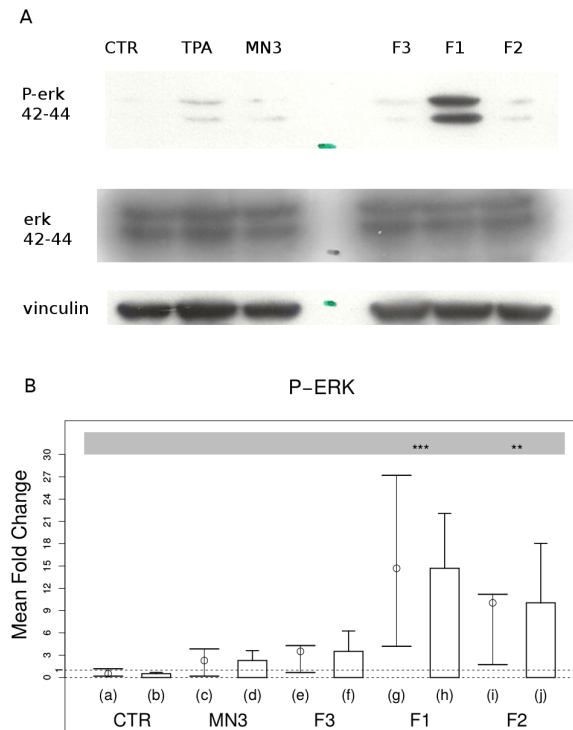 A
CTR TPA MN3 F3 F1 F2
P-erk
42-44
erk
42-44
vinculin
B
P-ERK
*** **
Mean Fold Change
30
27
24
21
18
15
12
9
6
3
1
0
(a) (b) (c) (d) (e) (f) (g) (h) (i) (j)
CTR MN3 F3 F1 F2